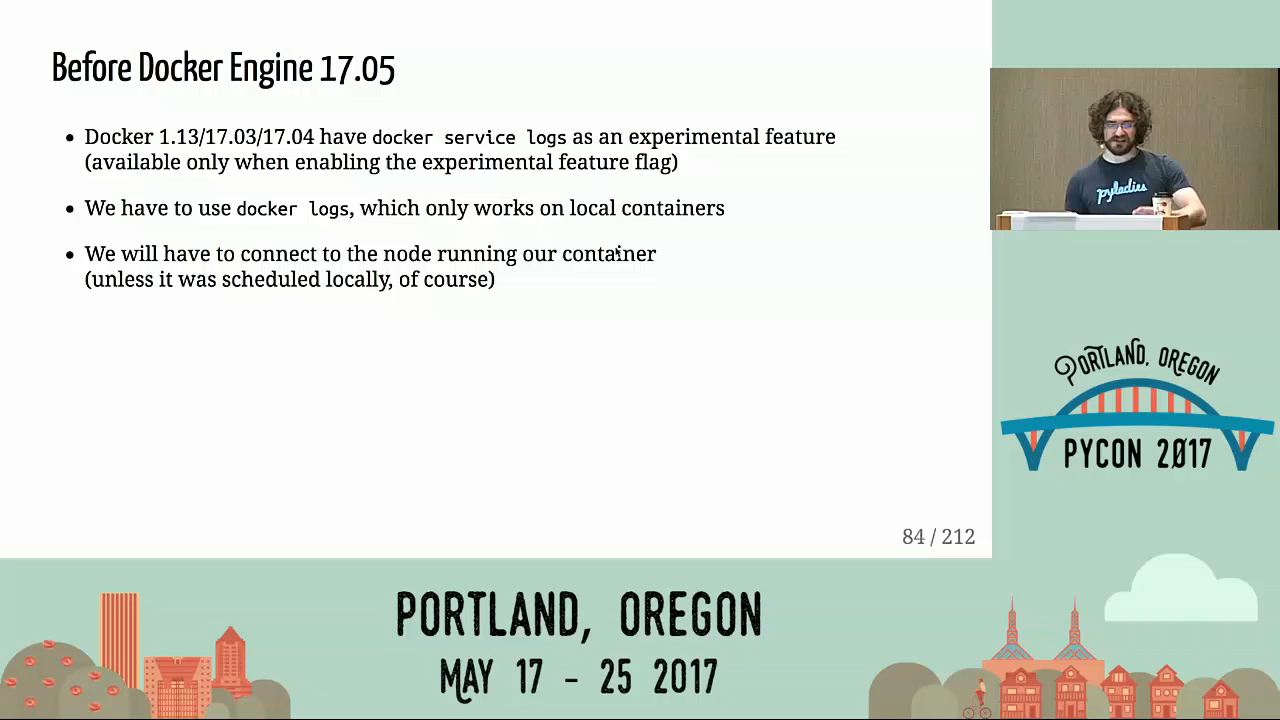 Before Docker Engine 17.05
• Docker 1.13/17.03/17.04 have docker service logs as an experimental feature
(available only when enabling the experimental feature flag)
• We have to use docker logs, which only works on local containers
• We will have to connect to the node running our container
(unless it was scheduled locally, of course)
84 / 212
pyladies
PORTLAND, OREGON
PYCON 2017
PORTLAND, OREGON
MAY 17 - 25 2017